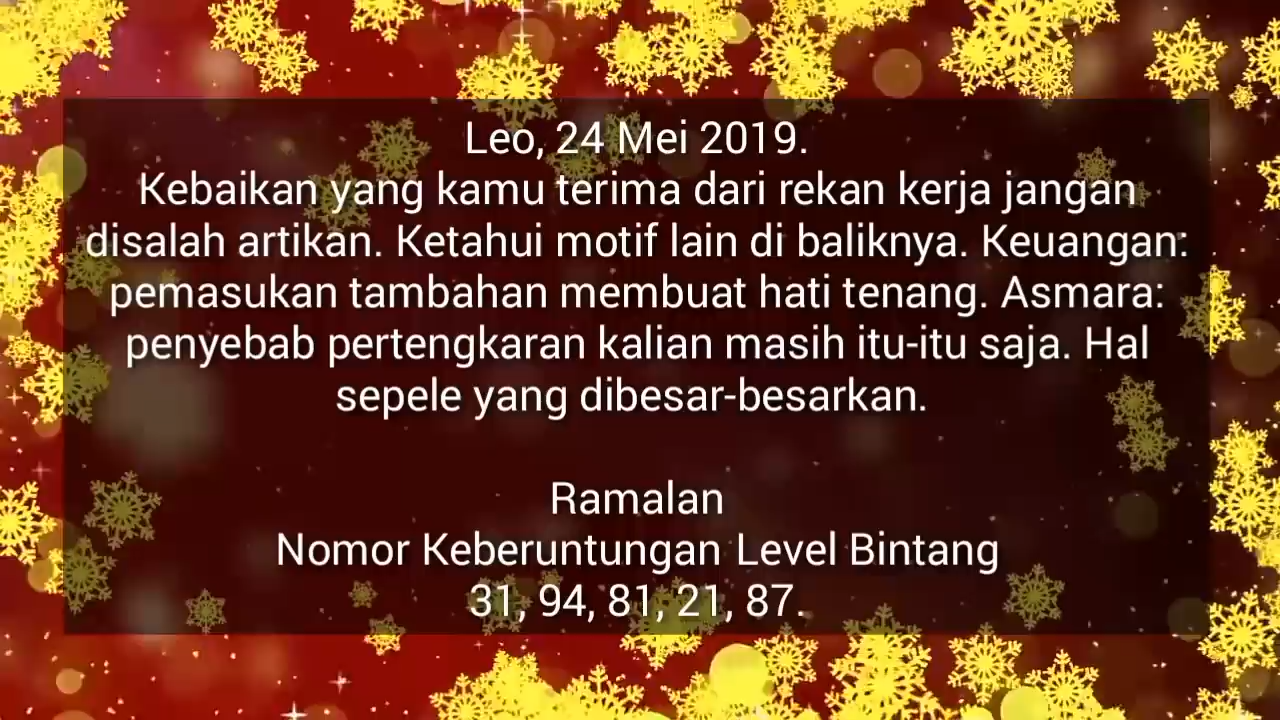 Leo, 24 Mei 2019.
Kebaikan yang kamu terima dari rekan kerja jangan
disalah artikan. Ketahui motif lain di baliknya. Keuangan:
pemasukan tambahan membuat hati tenang. Asmara:
penyebab pertengkaran kalian masih itu-itu saja. Hal
sepele yang dibesar-besarkan.
Ramalan
Nomor Keberuntungan Level Bintang
31, 94, 81, 21, 87.